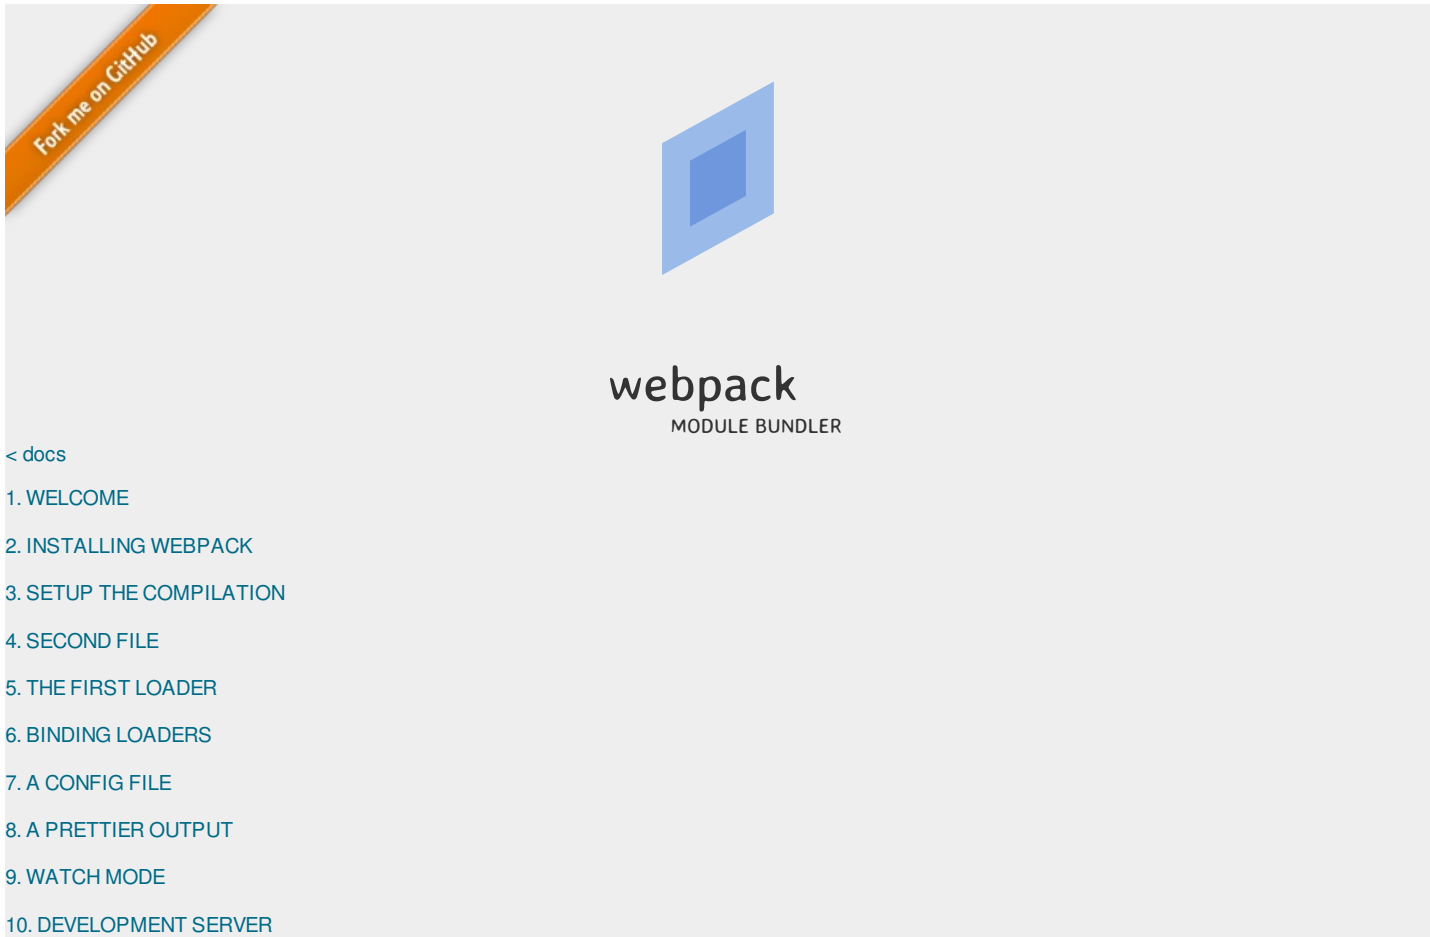 Fork me on GitHub
webpack
MODULE BUNDLER
< docs
1. WELCOME
2. INSTALLING WEBPACK
3. SETUP THE COMPILATION
4. SECOND FILE
5. THE FIRST LOADER
6. BINDING LOADERS
7. A CONFIG FILE
8. A PRETTIER OUTPUT
9. WATCH MODE
10. DEVELOPMENT SERVER